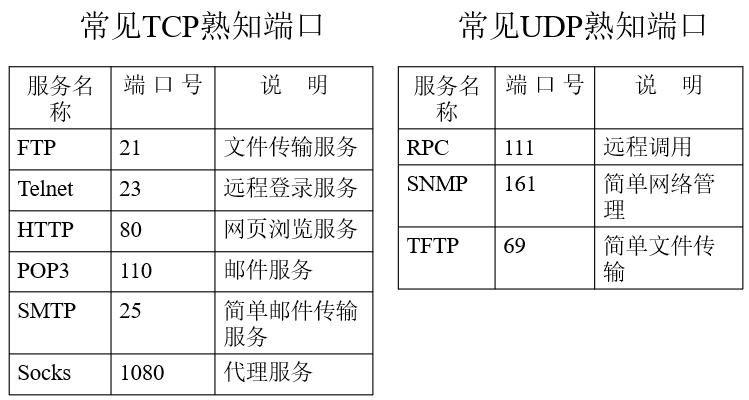 常见TCP熟知端口
服务名称 端口号 说 明
FTP 21 文件传输服务
Telnet 23 远程登录服务
HTTP 80 网页浏览服务
POP3 110 邮件服务
SMTP 25 简单邮件传输服务
Socks 1080 代理服务
常见UDP熟知端口
服务名称 端口号 说 明
RPC 111 远程调用
SNMP 161 简单网络管理
TFTP 69 简单文件传输